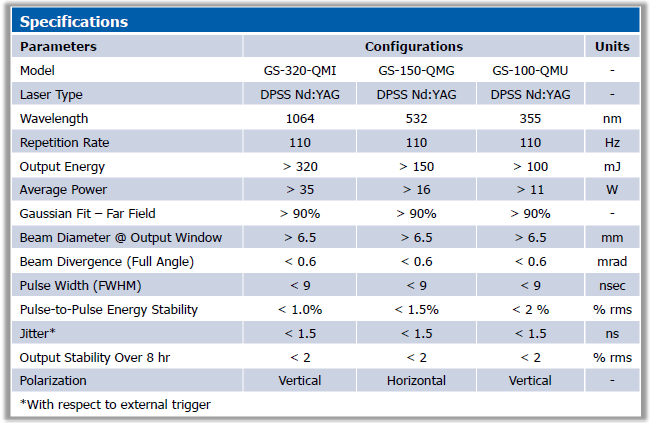 Specifications
Parameters Configurations Units
Model GS-320-QMI GS-150-QMG GS-100-QMU -
Laser Type DPSS Nd:YAG DPSS Nd:YAG DPSS Nd:YAG -
Wavelength 1064 532 355 nm
Repetition Rate 110 110 110 Hz
Output Energy > 320 > 150 > 100 mJ
Average Power > 35 > 16 > 11 W
Gaussian Fit – Far Field > 90% > 90% > 90% -
Beam Diameter @ Output Window > 6.5 > 6.5 > 6.5 mm
Beam Divergence (Full Angle) < 0.6 < 0.6 < 0.6 mrad
Pulse Width (FWHM) < 9 < 9 < 9 nsec
Pulse-to-Pulse Energy Stability < 1.0% < 1.5% < 2 % % rms
Jitter* < 1.5 < 1.5 < 1.5 ns
Output Stability Over 8 hr < 2 < 2 < 2 % rms
Polarization Vertical Horizontal Vertical -
*With respect to external trigger